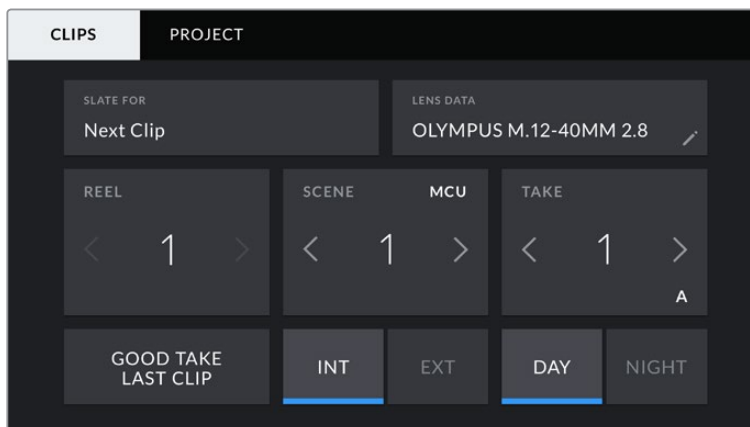 CLIPS PROJECT
SLATE FOR
Next Clip
LENS DATA
OLYMPUS M.12-40MM 2.8
REEL
1
SCENE MCU
1
TAKE
1
A
GOOD TAKE
LAST CLIP
INT EXT
DAY NIGHT